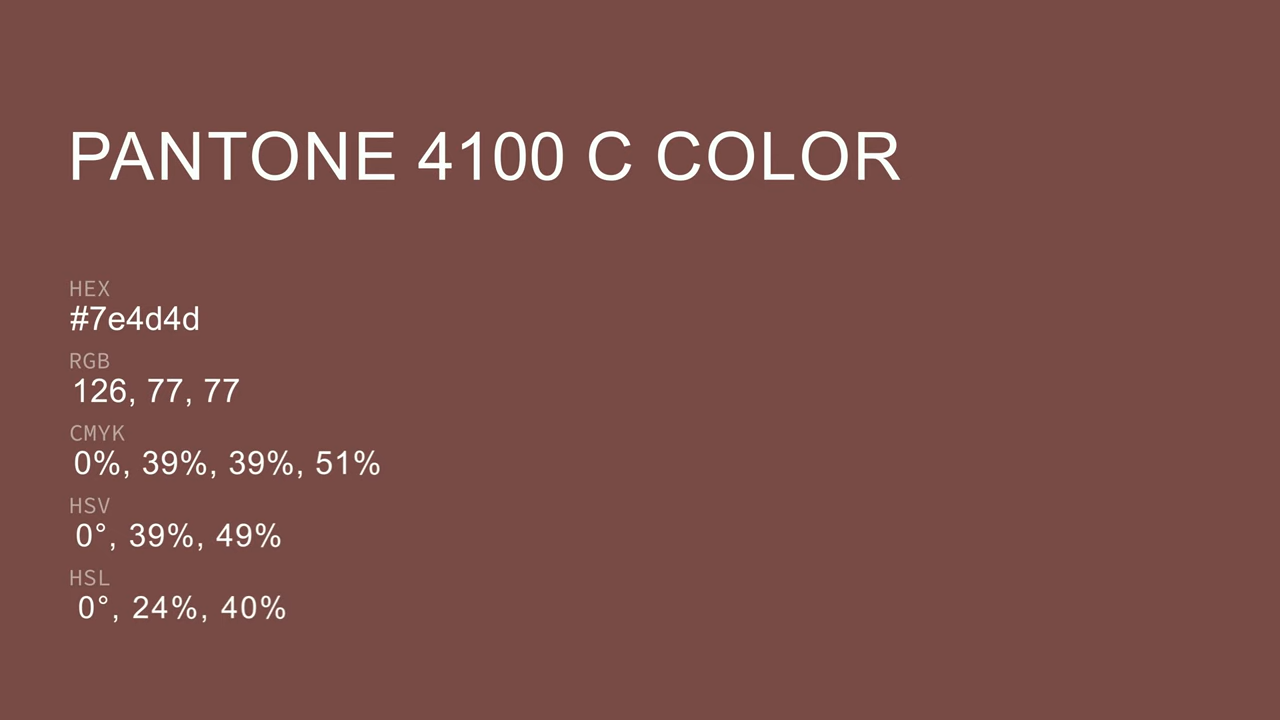 PANTONE 4100 C COLOR
HEX
#7e4d4d
RGB
126, 77, 77
CMYK
0%, 39%, 39%, 51%
HSV
0°, 39%, 49%
HSL
0°, 24%, 40%